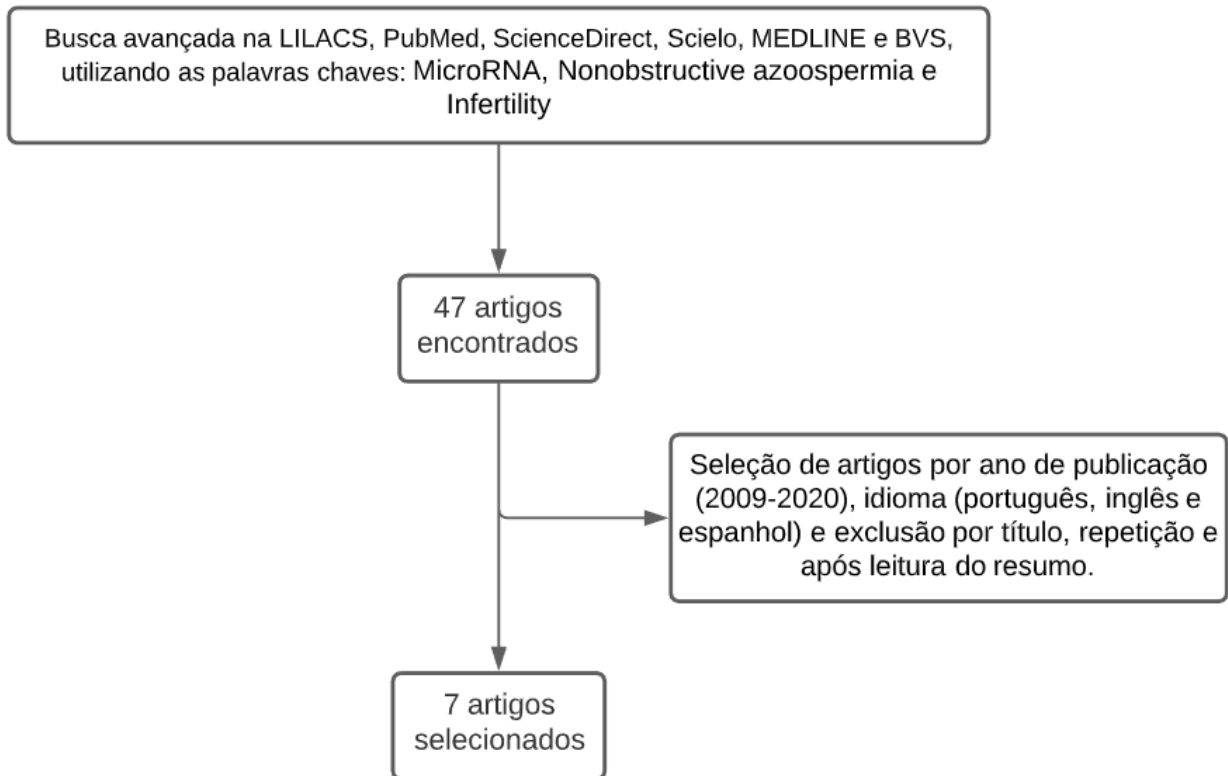 Busca avançada na LILACS, PubMed, ScienceDirect, Scielo, MEDLINE e BVS,
utilizando as palavras chaves: MicroRNA, Nonobstructive azoospermia e
Infertility
47 artigos
encontrados
Seleção de artigos por ano de publicação
(2009-2020), idioma (português, inglês e
espanhol) e exclusão por título, repetição e
após leitura do resumo.
7 artigos
selecionados